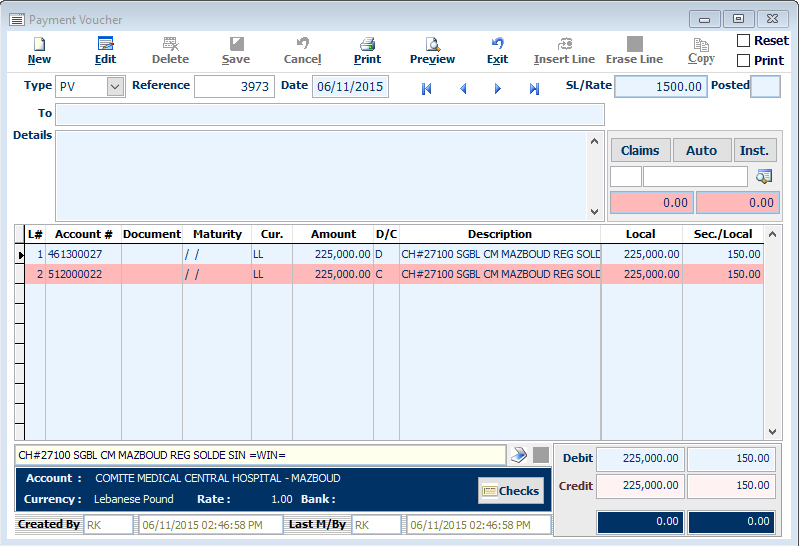 Payment Voucher
New Edit Delete Save Cancel Print Preview Exit Insert Line Erase Line Copy Reset Print
Type PV Reference 3973 Date 06/11/2015 SL/Rate 1500.00 Posted
To
Details
Claims Auto Inst.
0.00 0.00
L# Account # Document Maturity Cur. Amount D/C Description Local Sec./Local
1 461300027 / / LL 225,000.00 D CH#27100 SGBL CM MAZBOUD REG SOLD 225,000.00 150.00
2 512000022 / / LL 225,000.00 C CH#27100 SGBL CM MAZBOUD REG SOLD 225,000.00 150.00
CH#27100 SGBL CM MAZBOUD REG SOLDE SIN =WIN=
Debit 225,000.00 150.00
Account : COMITE MEDICAL CENTRAL HOSPITAL - MAZBOUD
Credit 225,000.00 150.00
Currency : Lebanese Pound Rate : 1.00 Bank : Checks
Created By RK 06/11/2015 02:46:58 PM Last M/By RK 06/11/2015 02:46:58 PM
0.00 0.00